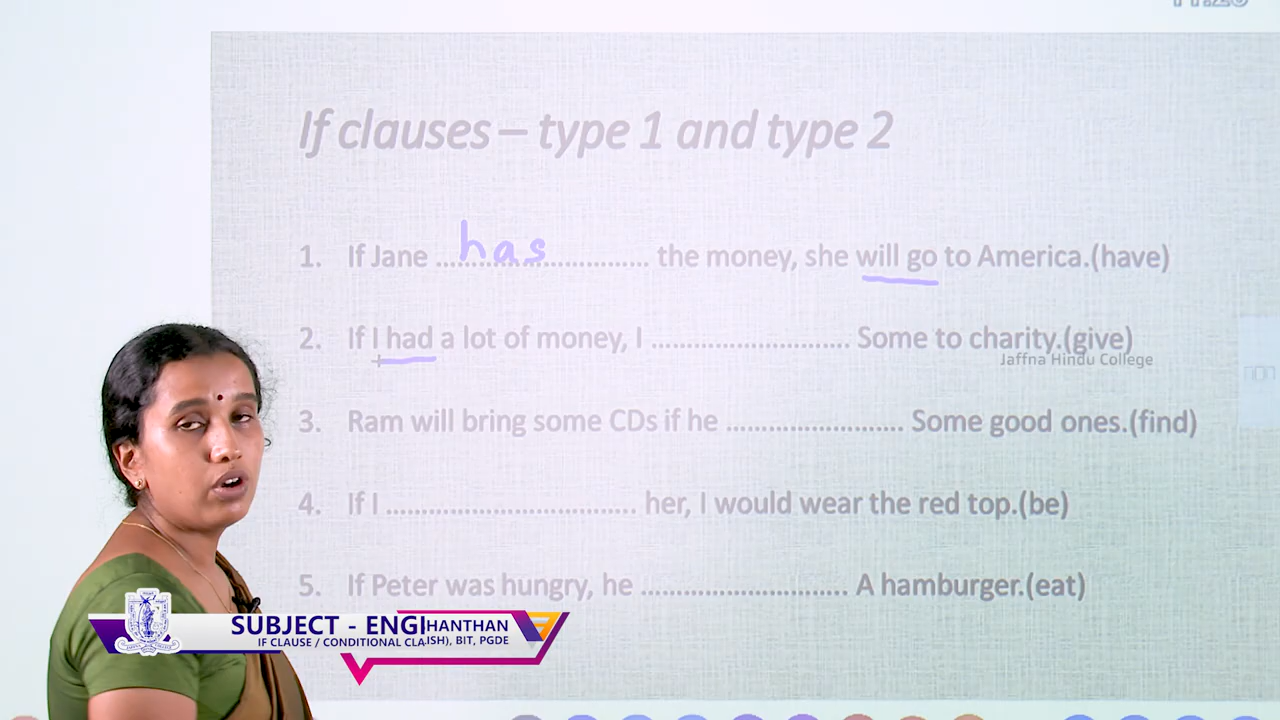 If clauses – type 1 and type 2
1. If Jane ........has............ the money, she will go to America.(have)
2. If I had a lot of money, I ............................ Some to charity.(give)
Jaffna Hindu College
3. Ram will bring some CDs if he ......................... Some good ones.(find)
4. If I .................................... her, I would wear the red top.(be)
5. If Peter was hungry, he .............................. A hamburger.(eat)
SUBJECT - ENGI HANTHAN
IF CLAUSE / CONDITIONAL CLA ISH), BIT, PGDE